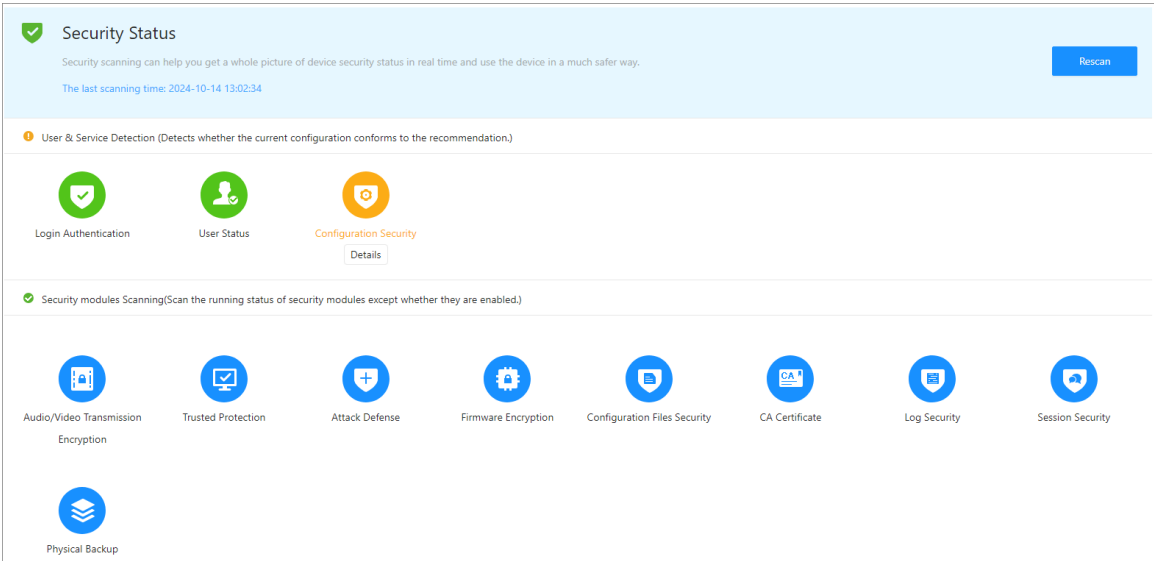 Security Status
Security scanning can help you get a whole picture of device security status in real time and use the device in a much safer way.
Rescan
The last scanning time: 2024-10-14 13:02:34
User & Service Detection (Detects whether the current configuration conforms to the recommendation.)
Login Authentication
User Status
Configuration Security
Details
Security modules Scanning(Scan the running status of security modules except whether they are enabled.)
CA
Audio/Video Transmission
Encryption
Trusted Protection
Attack Defense
Firmware Encryption
Configuration Files Security
CA Certificate
Log Security
Session Security
Physical Backup